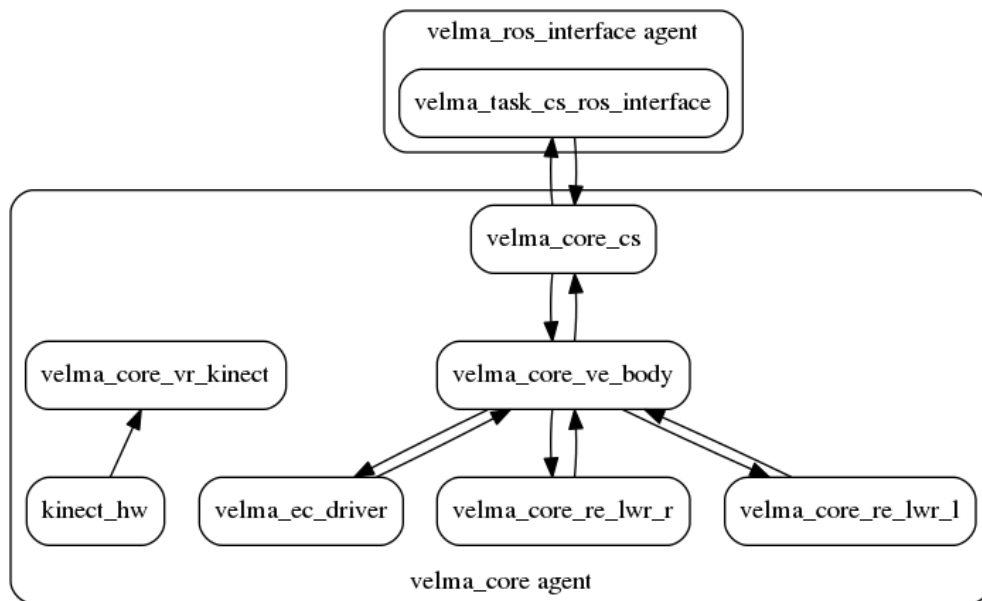 velma_ros_interface agent
velma_task_cs_ros_interface
velma_core_cs
velma_core_vr_kinect
velma_core_ve_body
kinect_hw
velma_ec_driver
velma_core_re_lwr_r
velma_core_re_lwr_l
velma_core agent